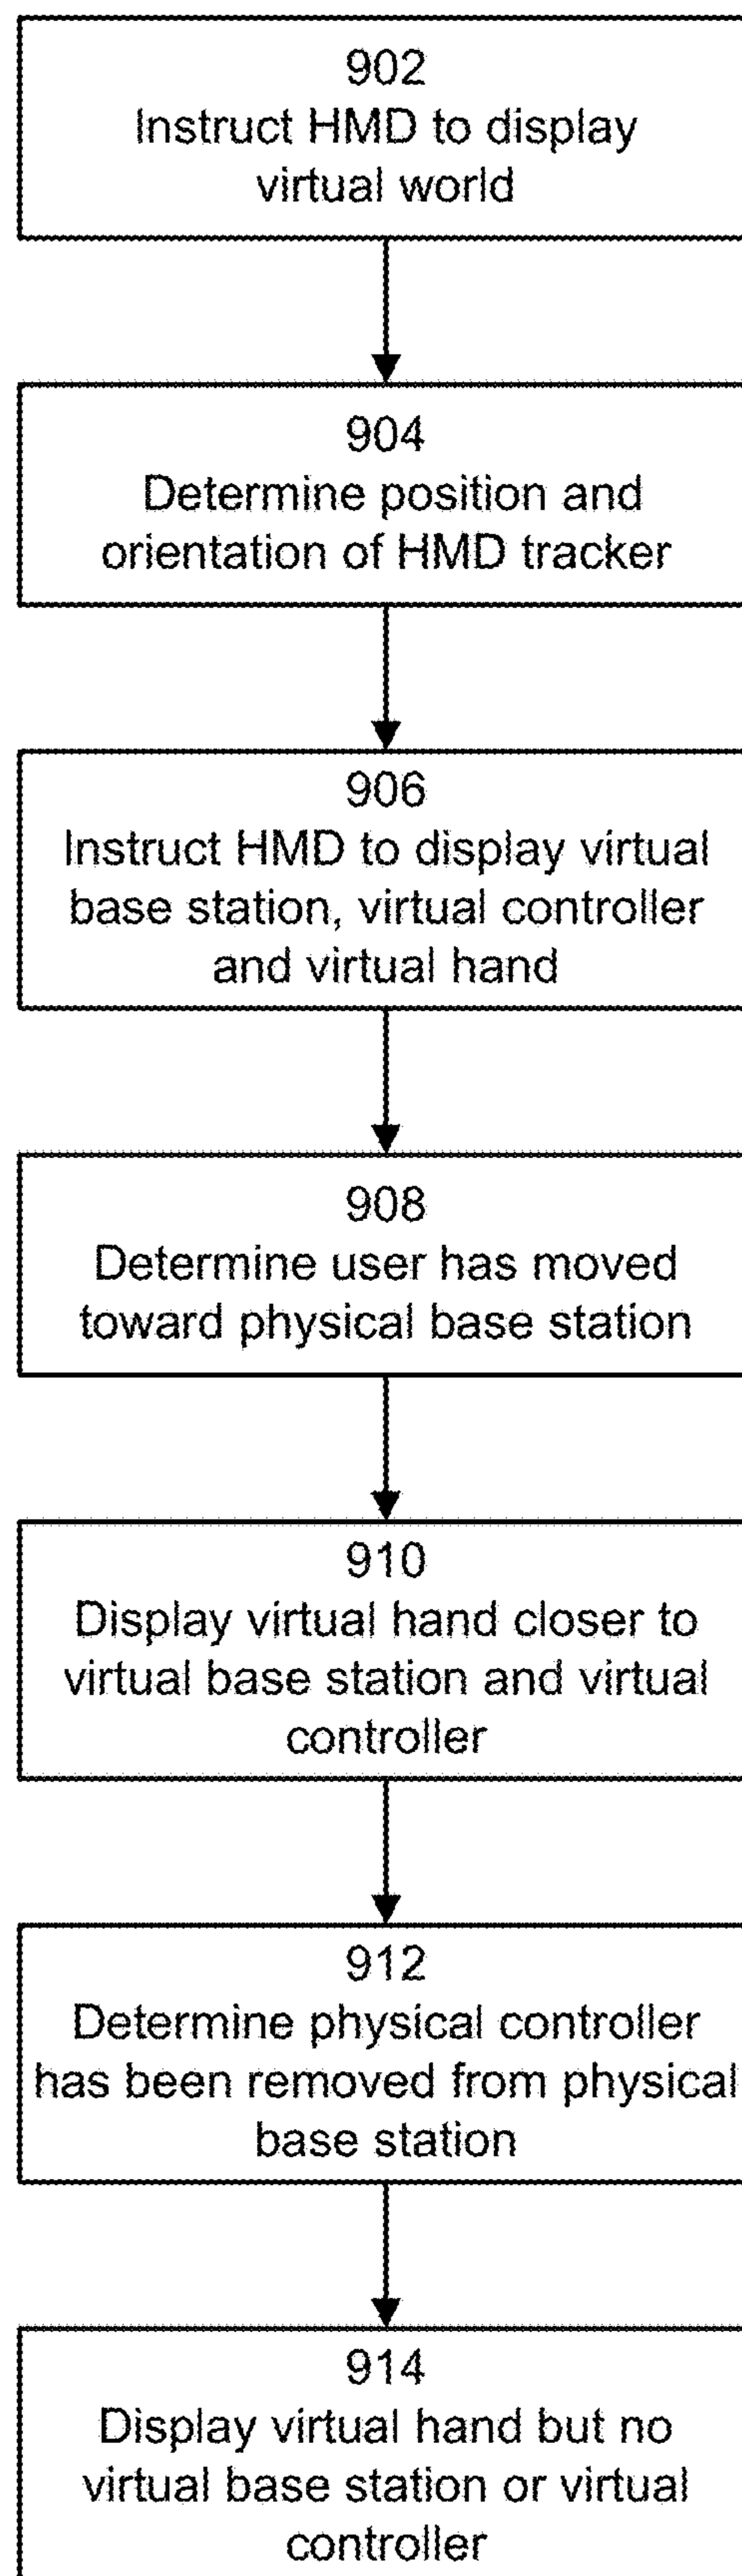 902
Instruct HMD to display
virtual world
904
Determine position and
orientation of HMD tracker
906
Instruct HMD to display virtual
base station, virtual controller
and virtual hand
908
Determine user has moved
toward physical base station
910
Display virtual hand closer to
virtual base station and virtual
controller
912
Determine physical controller
has been removed from physical
base station
914
Display virtual hand but no
virtual base station or virtual
controller